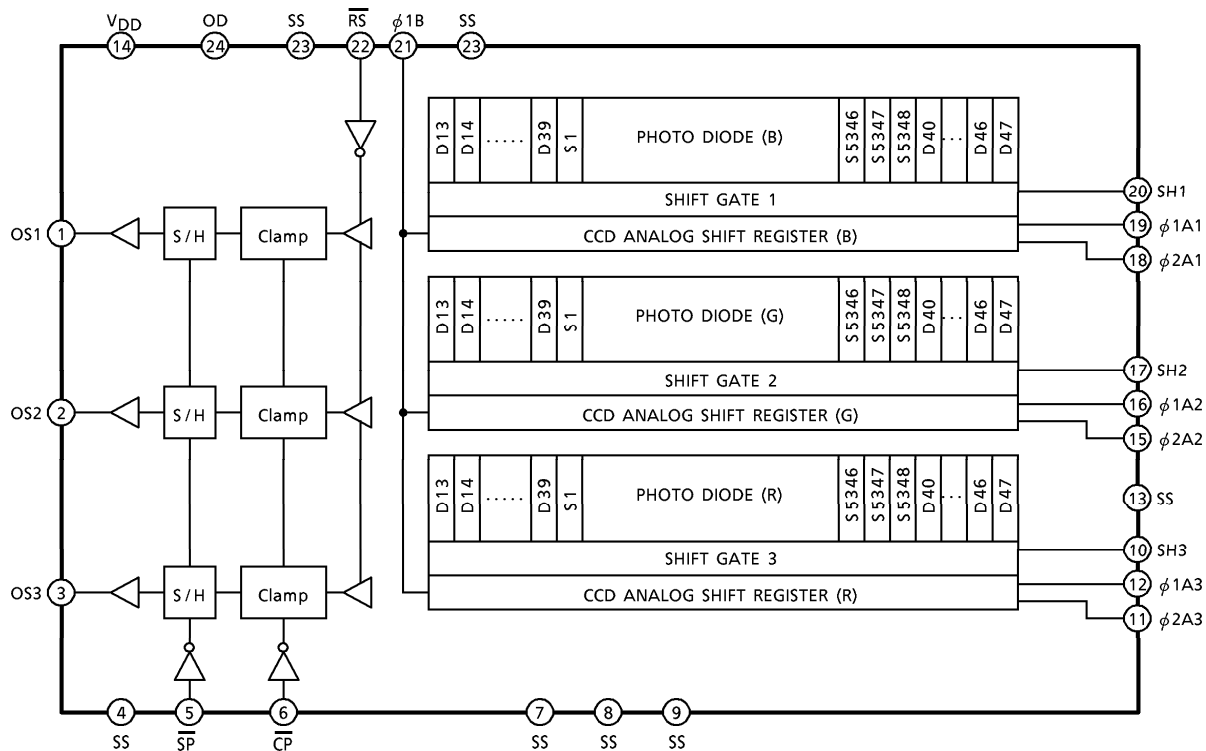 VDD OD SS R̅S̅ ϕ1B SS
14 24 23 22 21 23
D13 D14 ..... D39 S1 PHOTO DIODE (B) S5346 S5347 S5348 D40 ... D46 D47
SHIFT GATE 1 20 SH1
OS1 1 S/H Clamp CCD ANALOG SHIFT REGISTER (B) 19 ϕ1A1
18 ϕ2A1
D13 D14 ..... D39 S1 PHOTO DIODE (G) S5346 S5347 S5348 D40 ... D46 D47
SHIFT GATE 2 17 SH2
OS2 2 S/H Clamp CCD ANALOG SHIFT REGISTER (G) 16 ϕ1A2
15 ϕ2A2
D13 D14 ..... D39 S1 PHOTO DIODE (R) S5346 S5347 S5348 D40 ... D46 D47
13 SS
SHIFT GATE 3 10 SH3
OS3 3 S/H Clamp CCD ANALOG SHIFT REGISTER (R) 12 ϕ1A3
11 ϕ2A3
4 5 6 7 8 9
SS S̅P̅ C̅P̅ SS SS SS